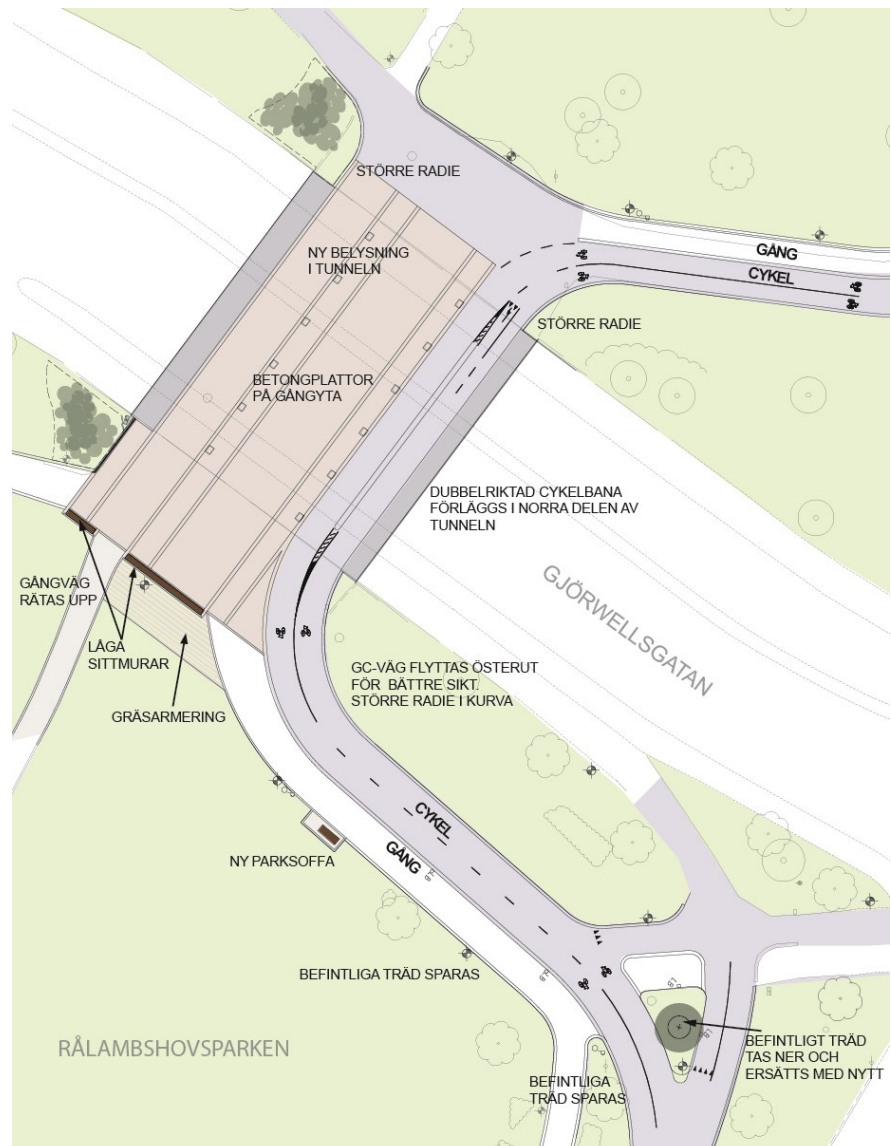 STÖRRE RADIE
NY BELYSNING
I TUNNELN
GÅNG
CYKEL
STÖRRE RADIE
BETONGPLATTOR
PÅ GÅNGYTA
DUBBELRIKTAD CYKELBANA
FÖRLÄGGS I NORRA DELEN AV
TUNNELN
GJÖRWELLSGATAN
GÅNGVÄG
RÄTAS UPP
LÅGA
SITTMURAR
GRÄSARMERING
GC-VÄG FLYTTAS ÖSTERUT
FÖR BÄTTRE SIKT.
STÖRRE RADIE I KURVA
CYKEL
GÅNG
NY PARKSOFFA
BEFINTLIGA TRÄD SPARAS
RÅLAMBSHOVSPARKEN
BEFINTLIGT TRÄD
TAS NER OCH
ERSÄTTS MED NYTT
BEFINTLIGA
TRÄD SPARAS